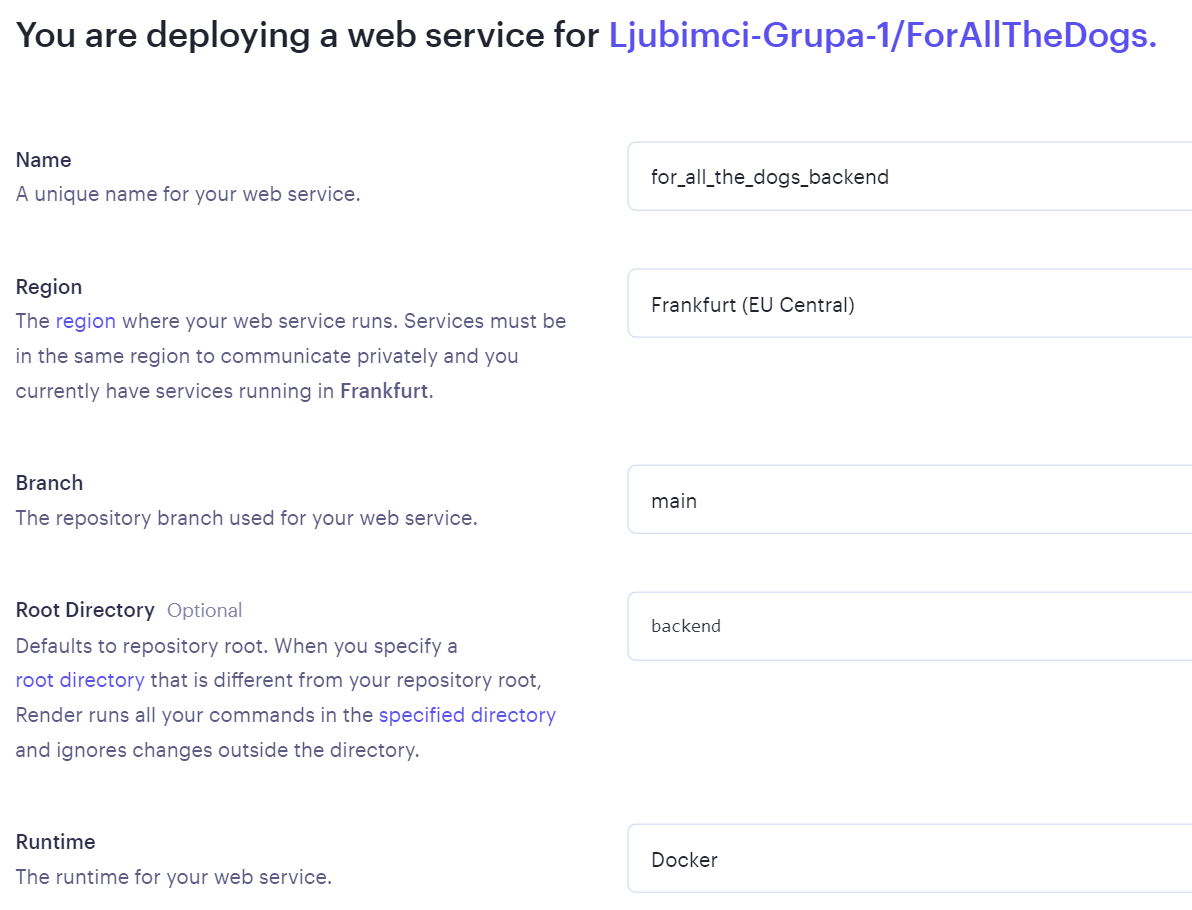 You are deploying a web service for Ljubimci-Grupa-1/ForAllTheDogs.
Name
A unique name for your web service.
for_all_the_dogs_backend
Region
The region where your web service runs. Services must be
in the same region to communicate privately and you
currently have services running in Frankfurt.
Frankfurt (EU Central)
Branch
The repository branch used for your web service.
main
Root Directory Optional
Defaults to repository root. When you specify a
root directory that is different from your repository root,
Render runs all your commands in the specified directory
and ignores changes outside the directory.
backend
Runtime
The runtime for your web service.
Docker